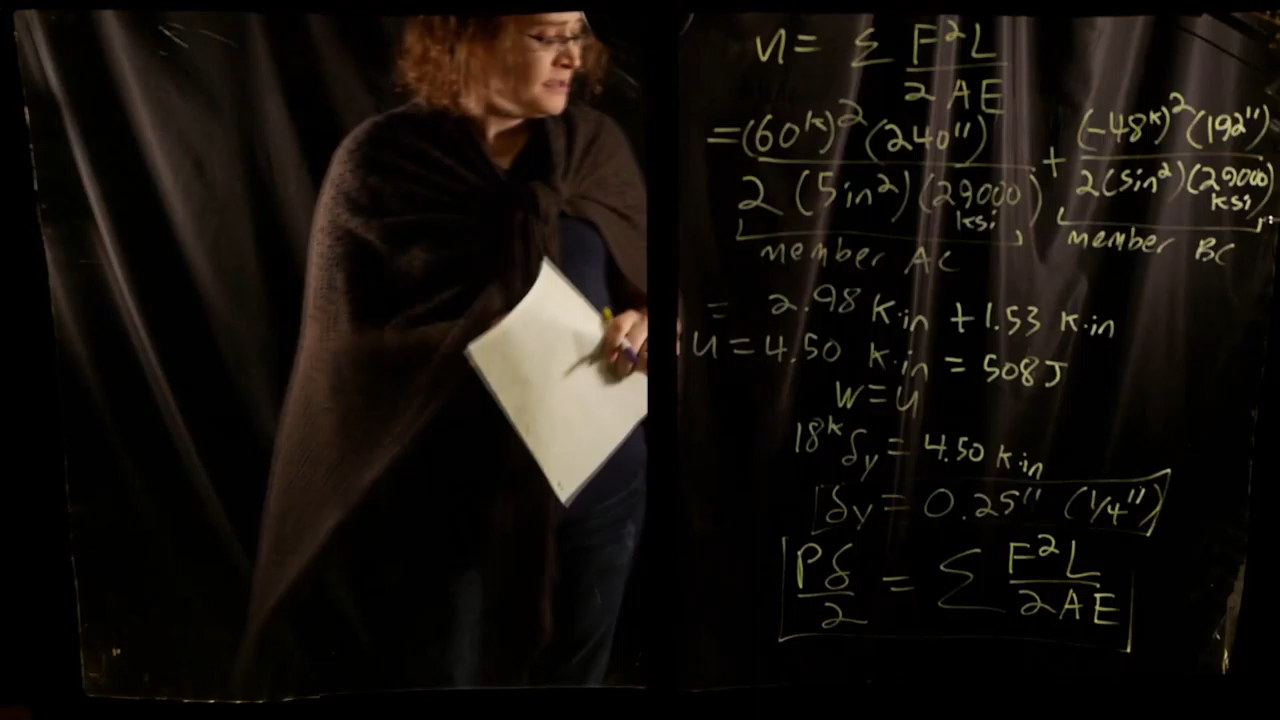 U = Σ F²L / 2AE
= (60ᵏ)² (240") / 2 (5in²) (29000 ksi) + (-48ᵏ)² (192") / 2(5in²)(29000 ksi)
member AC member BC
= 2.98 k·in + 1.53 k·in
U = 4.50 k·in = 508J
W = U
18ᵏ δy = 4.50 k·in
δy = 0.25" (1/4")
Pδ / 2 = Σ F²L / 2AE